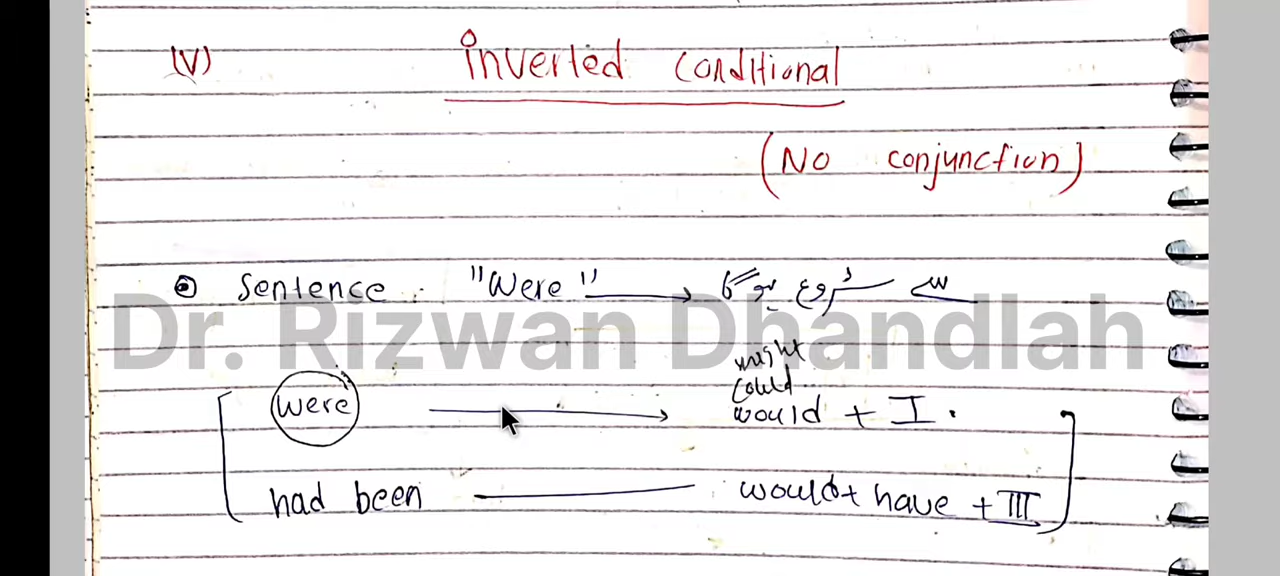 (V) inverted conditional
(No conjunction)
Sentence : "Were" → سے شروع ہوگا
Dr. Rizwan Dhandlah
might
could
were → would + I .
had been — would + have + III